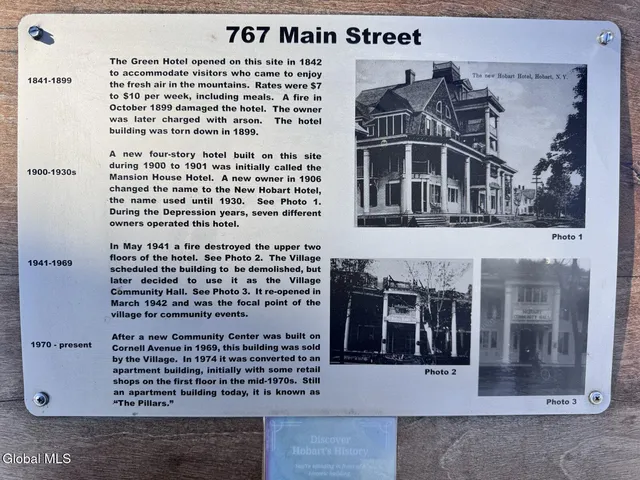 767 Main Street
1841-1899
The Green Hotel opened on this site in 1842
to accommodate visitors who came to enjoy
the fresh air in the mountains. Rates were $7
to $10 per week, including meals. A fire in
October 1899 damaged the hotel. The owner
was later charged with arson. The hotel
building was torn down in 1899.
The new Hobart Hotel, Hobart, N.Y.
Photo 1
1900-1930s
A new four-story hotel built on this site
during 1900 to 1901 was initially called the
Mansion House Hotel. A new owner in 1906
changed the name to the New Hobart Hotel,
the name used until 1930. See Photo 1.
During the Depression years, seven different
owners operated this hotel.
1941-1969
In May 1941 a fire destroyed the upper two
floors of the hotel. See Photo 2. The Village
scheduled the building to be demolished, but
later decided to use it as the Village
Community Hall. See Photo 3. It re-opened in
March 1942 and was the focal point of the
village for community events.
Photo 2
COMMUNITY HALL
Photo 3
1970 - present
After a new Community Center was built on
Cornell Avenue in 1969, this building was sold
by the Village. In 1974 it was converted to an
apartment building, initially with some retail
shops on the first floor in the mid-1970s. Still
an apartment building today, it is known as
"The Pillars."
Discover
Hobart's History
Global MLS